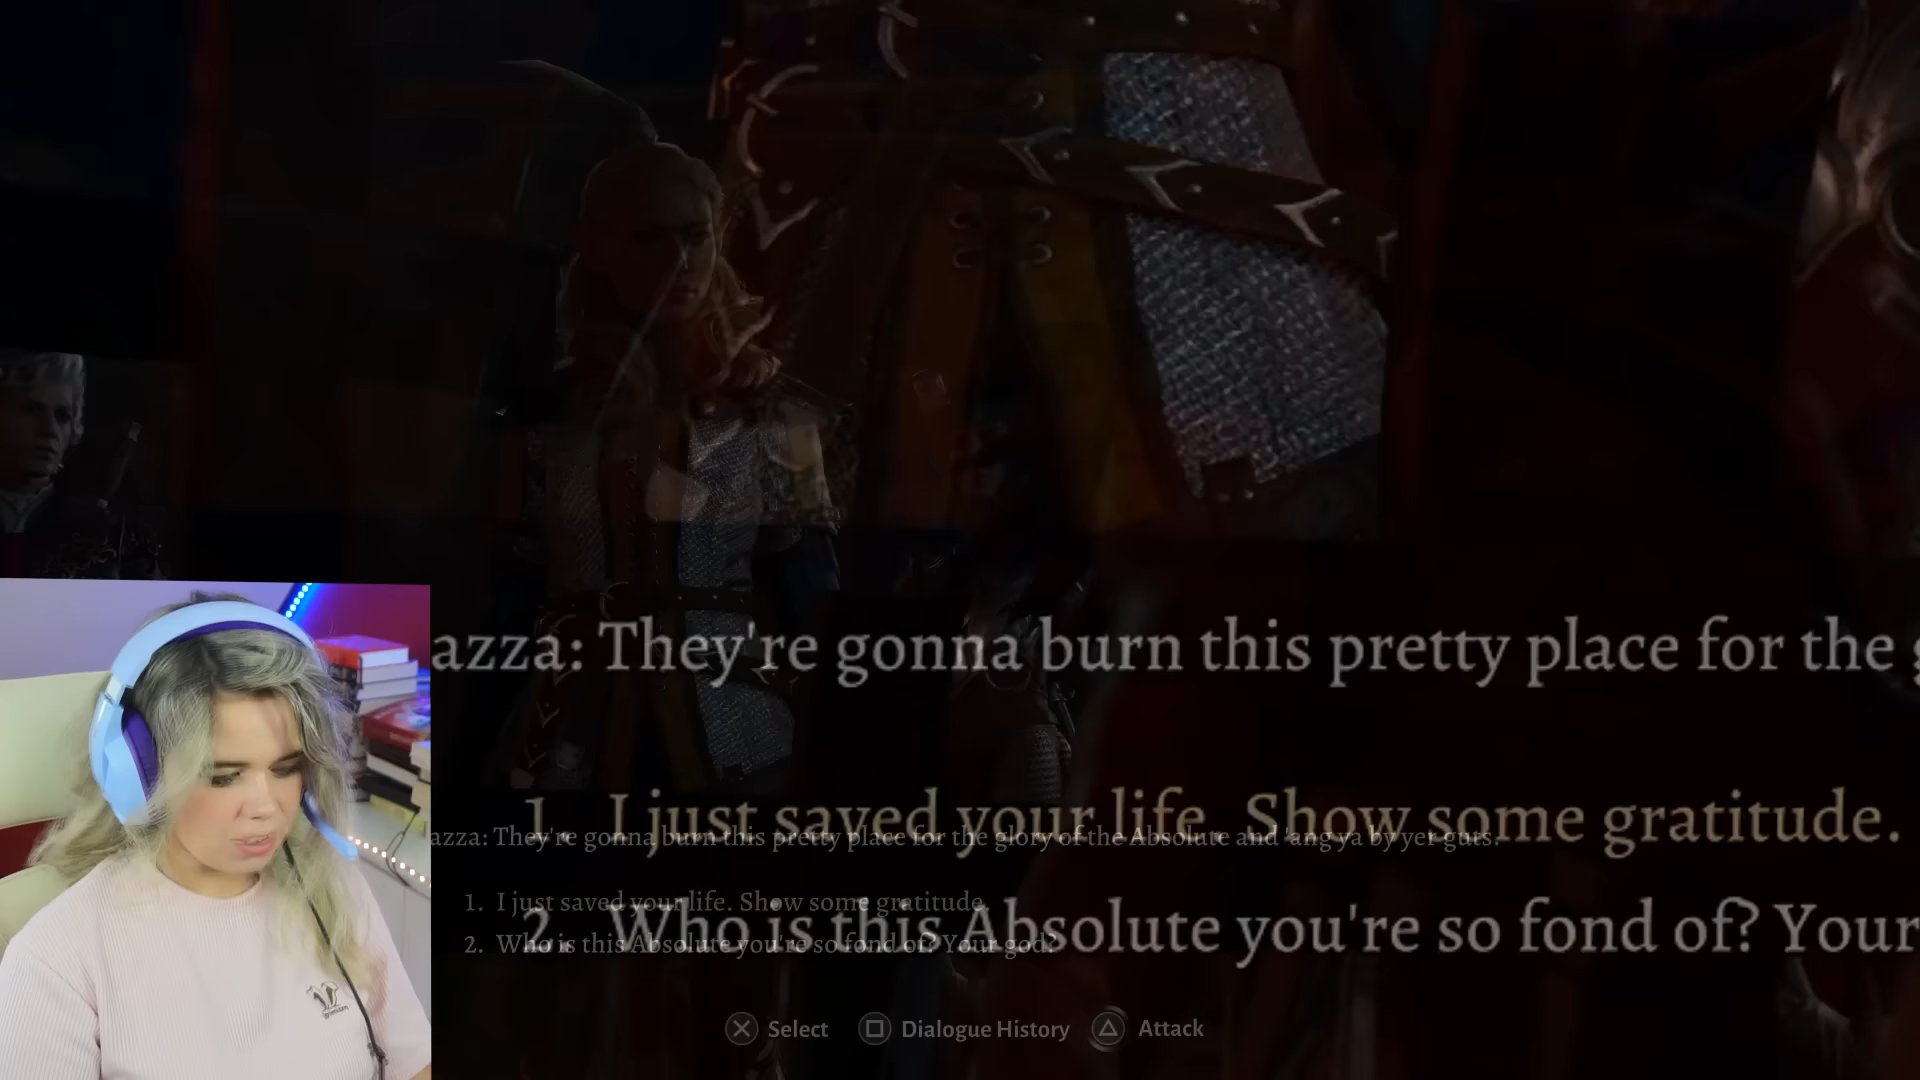 azza: They're gonna burn this pretty place for the
1. I just saved your life. Show some gratitude.
azza: They're gonna burn this pretty place for the glory of the Absolute and 'ang ya by yer guts.
1. I just saved your life. Show some gratitude.
2. Who is this Absolute you're so fond of? Your
2. Who is this Absolute you're so fond of? Your god?
Select Dialogue History Attack